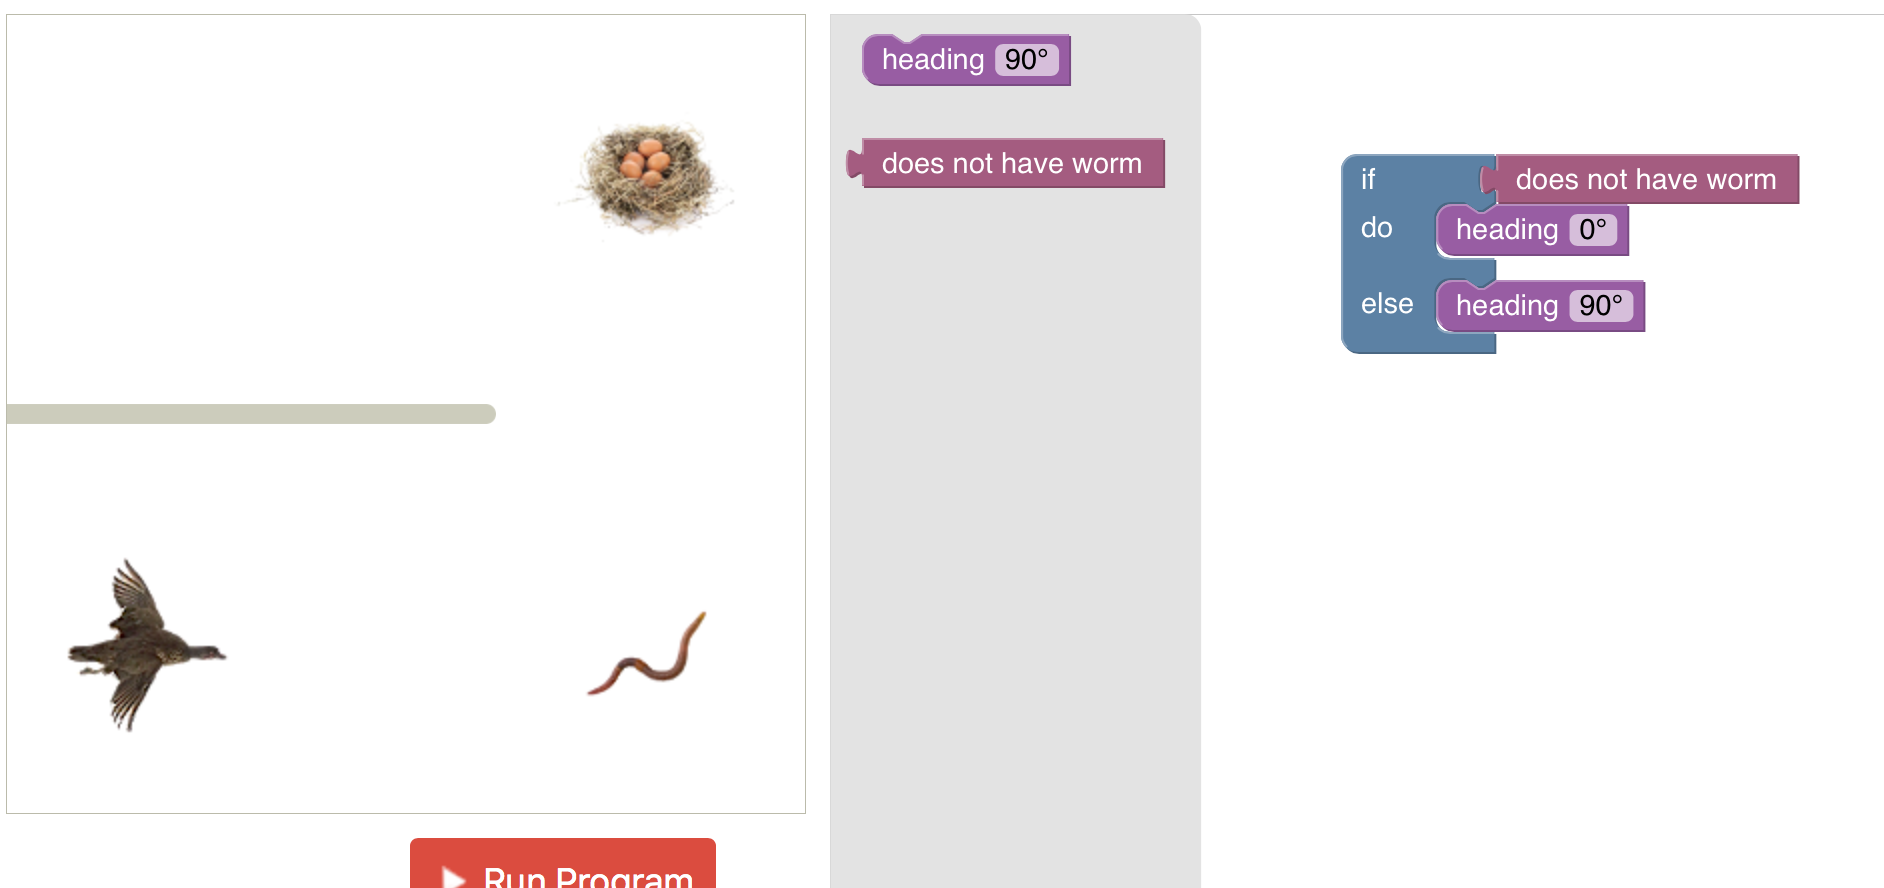 heading 90°
does not have worm
if does not have worm
do heading 0°
else heading 90°
Run Program